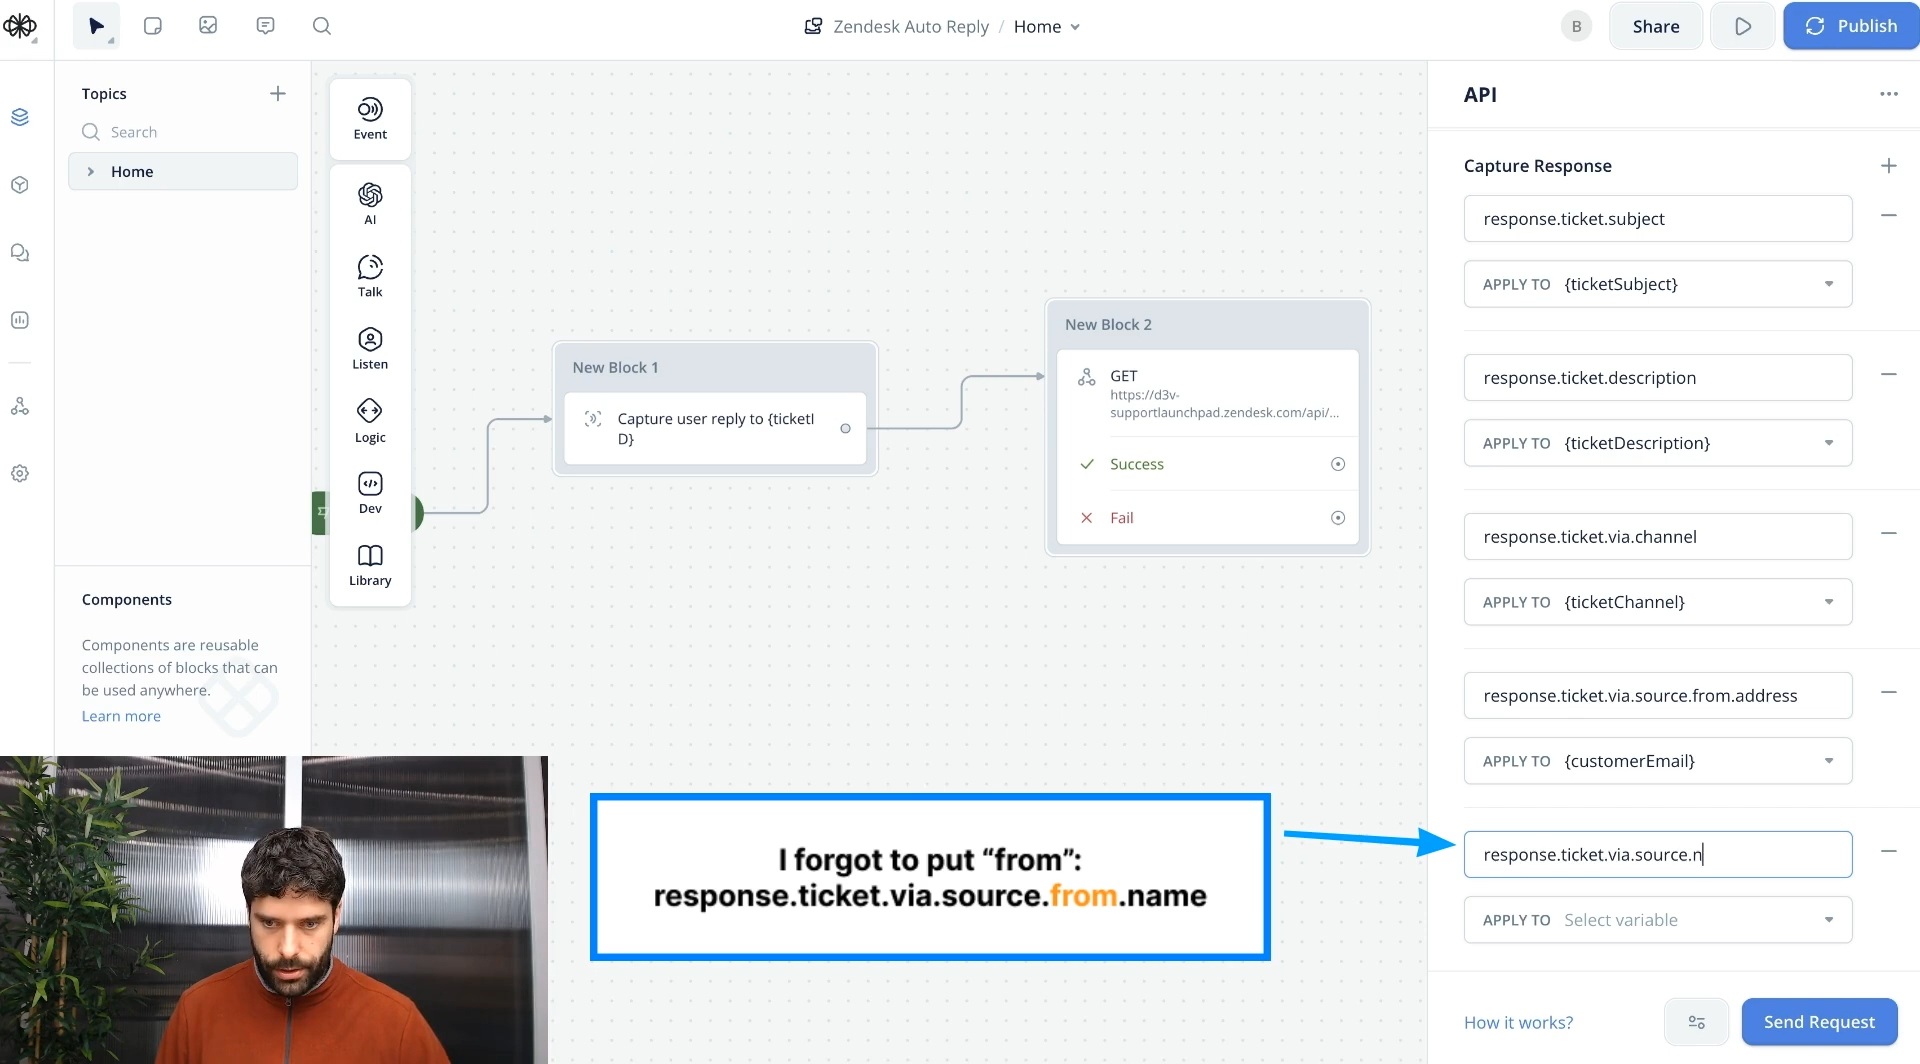 Zendesk Auto Reply / Home
B
Share
Publish
Topics
Search
Home
Components
Components are reusable
collections of blocks that can
be used anywhere.
Learn more
Event
AI
Talk
Listen
Logic
Dev
Library
New Block 1
Capture user reply to {ticketI
D}
New Block 2
GET
https://d3v-
supportlaunchpad.zendesk.com/api/...
Success
Fail
API
Capture Response
response.ticket.subject
APPLY TO {ticketSubject}
response.ticket.description
APPLY TO {ticketDescription}
response.ticket.via.channel
APPLY TO {ticketChannel}
response.ticket.via.source.from.address
APPLY TO {customerEmail}
response.ticket.via.source.n
APPLY TO Select variable
How it works?
Send Request
I forgot to put “from”:
response.ticket.via.source.from.name